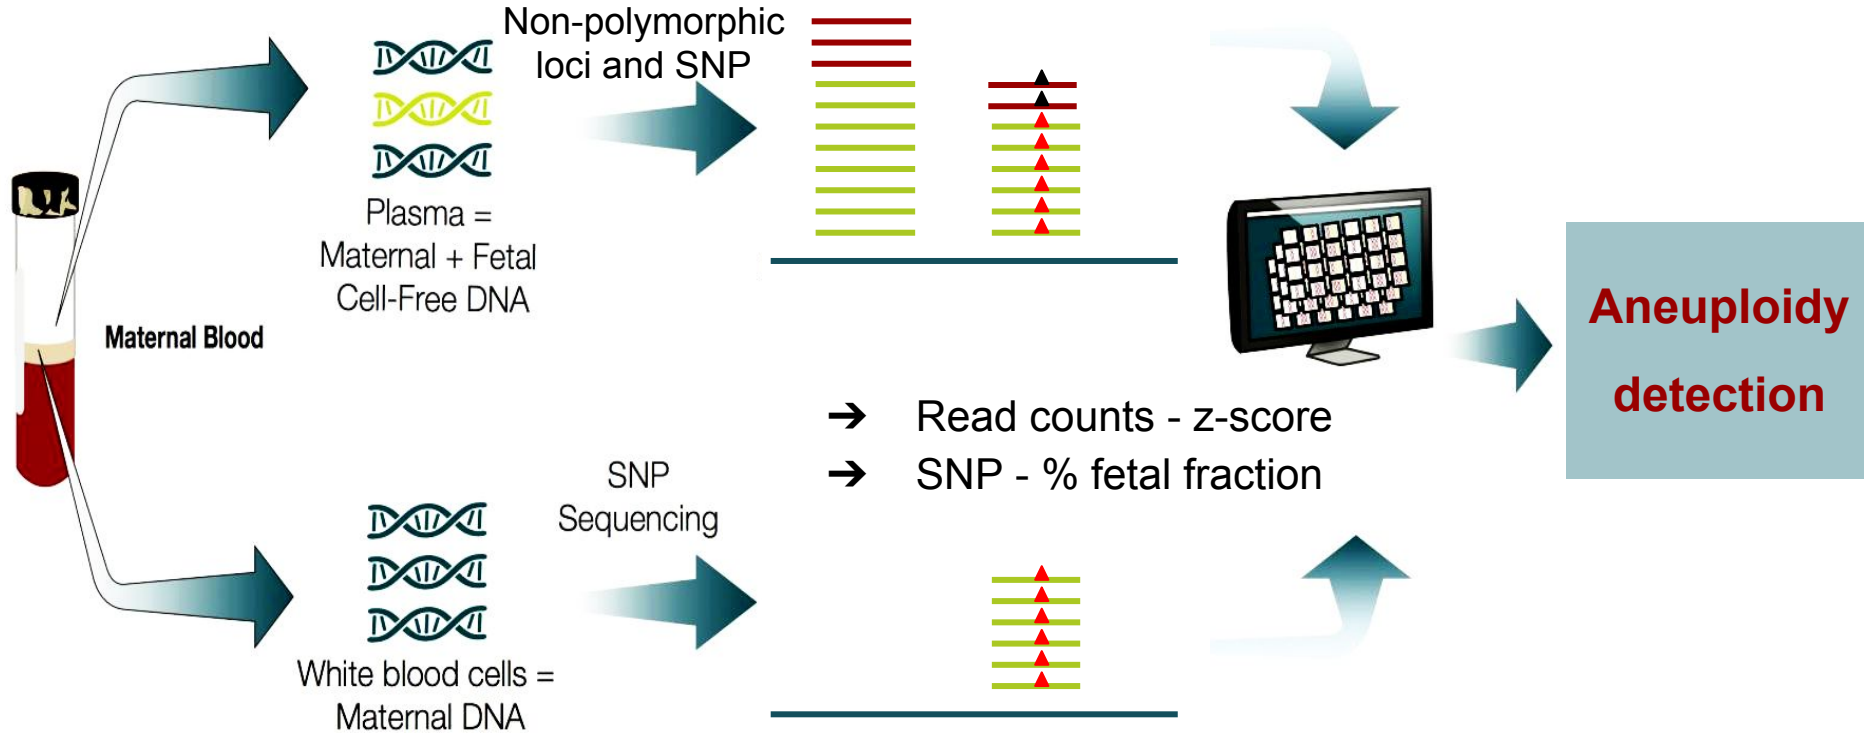 Non-polymorphic
loci and SNP
Plasma =
Maternal + Fetal
Cell-Free DNA
Maternal Blood
➔ Read counts - z-score
➔ SNP - % fetal fraction
Aneuploidy
detection
SNP
Sequencing
White blood cells =
Maternal DNA